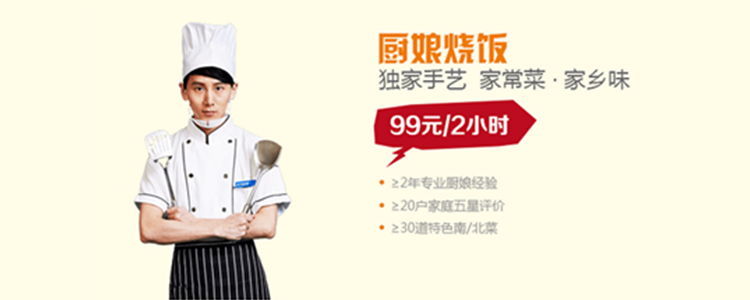 厨娘烧饭
独家手艺 家常菜·家乡味
99元/2小时
≥2年专业厨娘经验
≥20户家庭五星评价
≥30道特色南/北菜